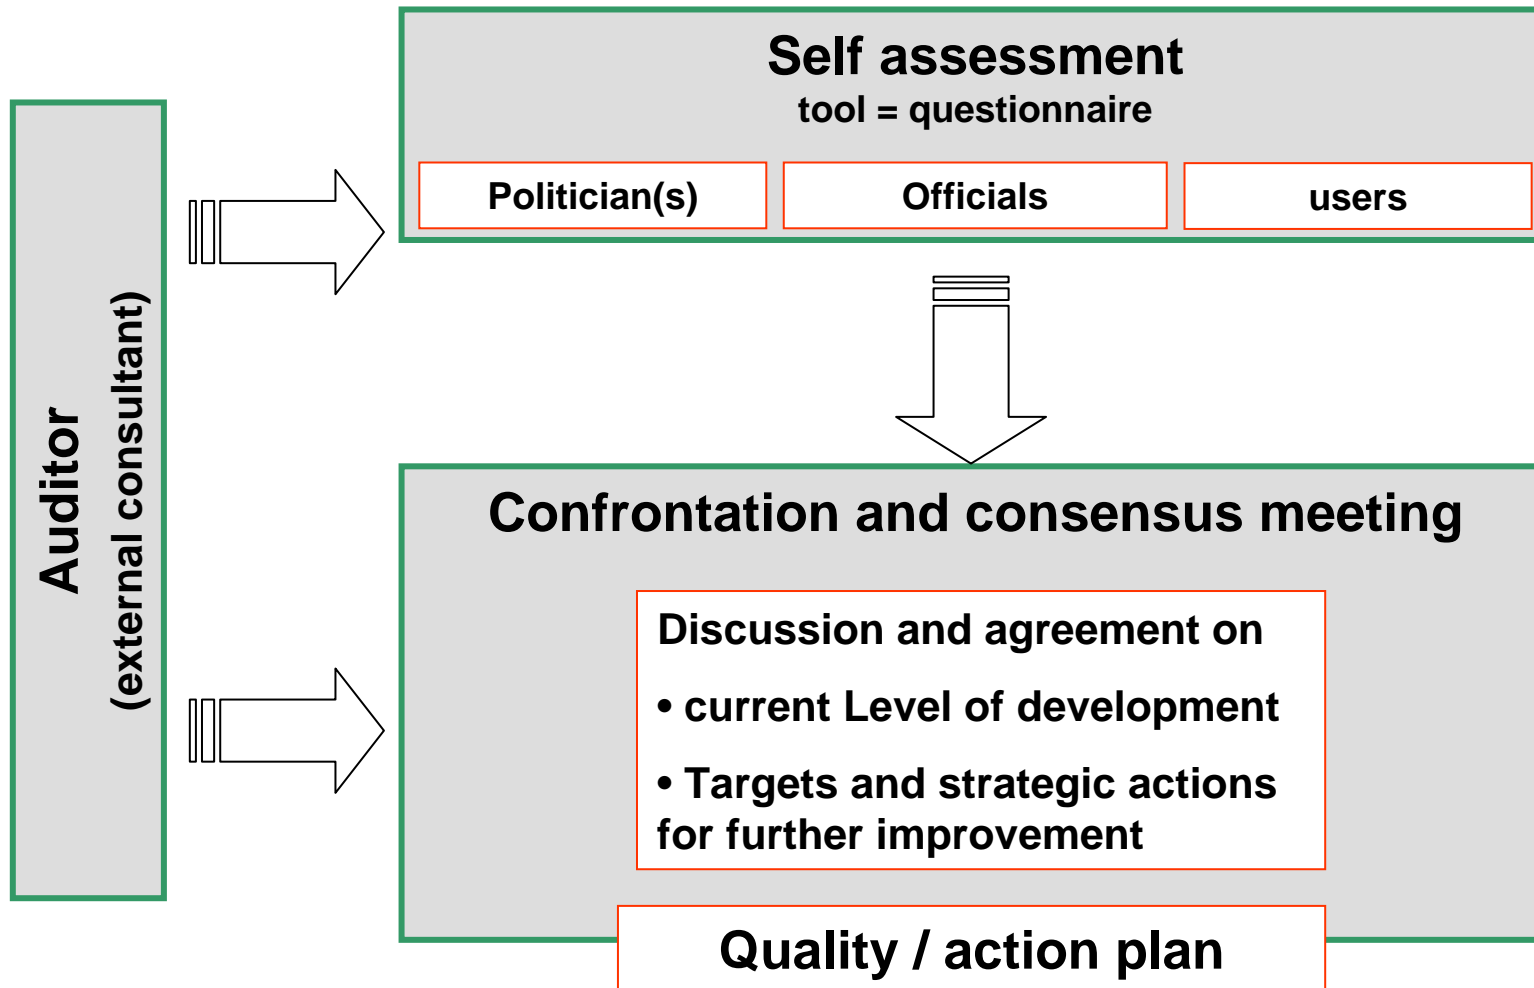 Self assessment
tool = questionnaire
Politician(s)
Officials
users
Auditor
(external consultant)
Confrontation and consensus meeting
Discussion and agreement on
• current Level of development
• Targets and strategic actions
for further improvement
Quality / action plan